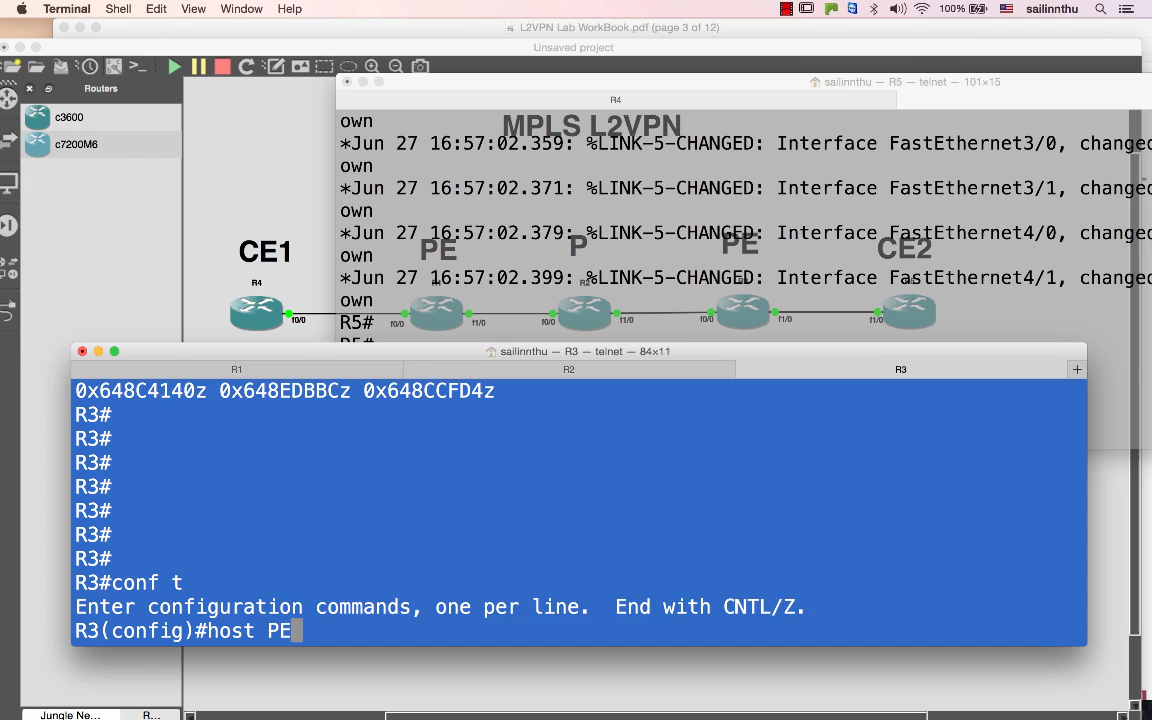 Terminal Shell Edit View Window Help 100% sailinnthu
L2VPN Lab WorkBook.pdf (page 3 of 12)
Unsaved project
Routers
c3600
c7200M6
sailinnthu — R5 — telnet — 101×15
R4
own
MPLS L2VPN
*Jun 27 16:57:02.359: %LINK-5-CHANGED: Interface FastEthernet3/0, changed
own
*Jun 27 16:57:02.371: %LINK-5-CHANGED: Interface FastEthernet3/1, changed
own
*Jun 27 16:57:02.379: %LINK-5-CHANGED: Interface FastEthernet4/0, changed
own
*Jun 27 16:57:02.399: %LINK-5-CHANGED: Interface FastEthernet4/1, changed
own
R5#
R5#
CE1 PE P PE CE2
R4
f0/0 f0/0 f1/0 f0/0 f1/0 f0/0 f1/0 f1/0
sailinnthu — R3 — telnet — 84×11
R1 R2 R3
0x648C4140z 0x648EDBBCz 0x648CCFD4z
R3#
R3#
R3#
R3#
R3#
R3#
R3#
R3#conf t
Enter configuration commands, one per line. End with CNTL/Z.
R3(config)#host PE
Jungle Ne... R...